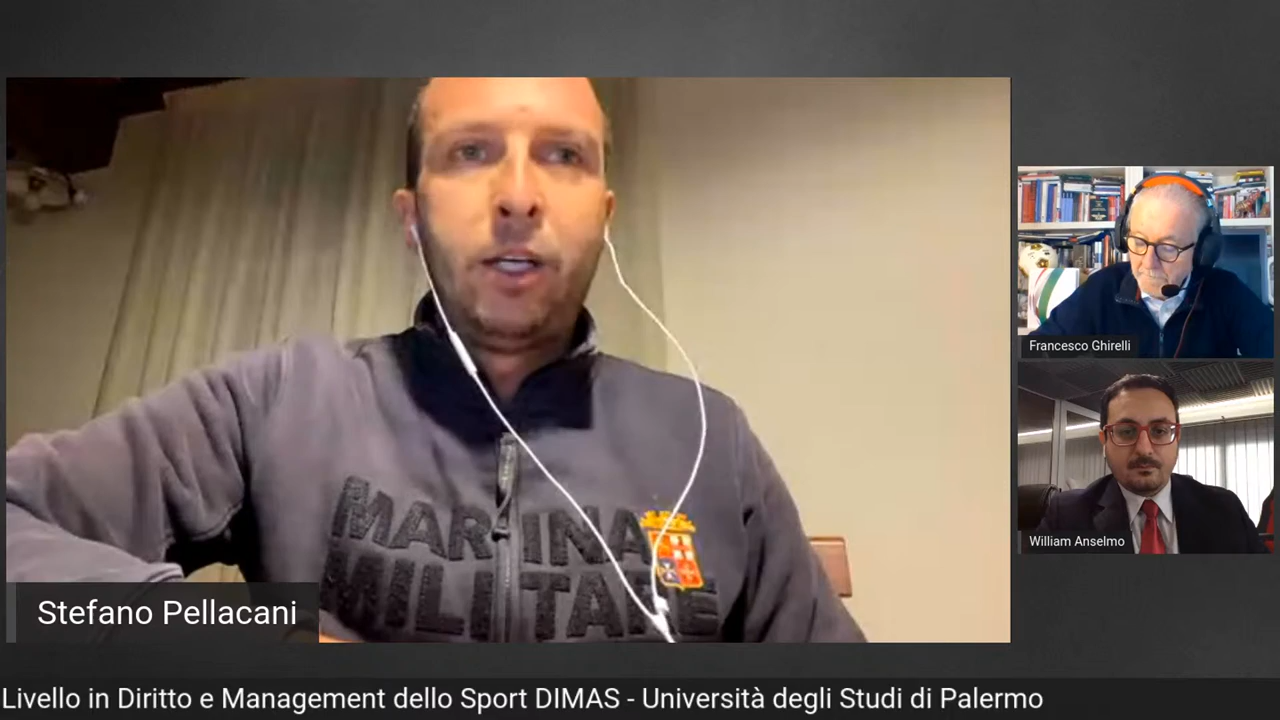 MARINA
MILITARE
Stefano Pellacani
Francesco Ghirelli
William Anselmo
Livello in Diritto e Management dello Sport DIMAS - Università degli Studi di Palermo